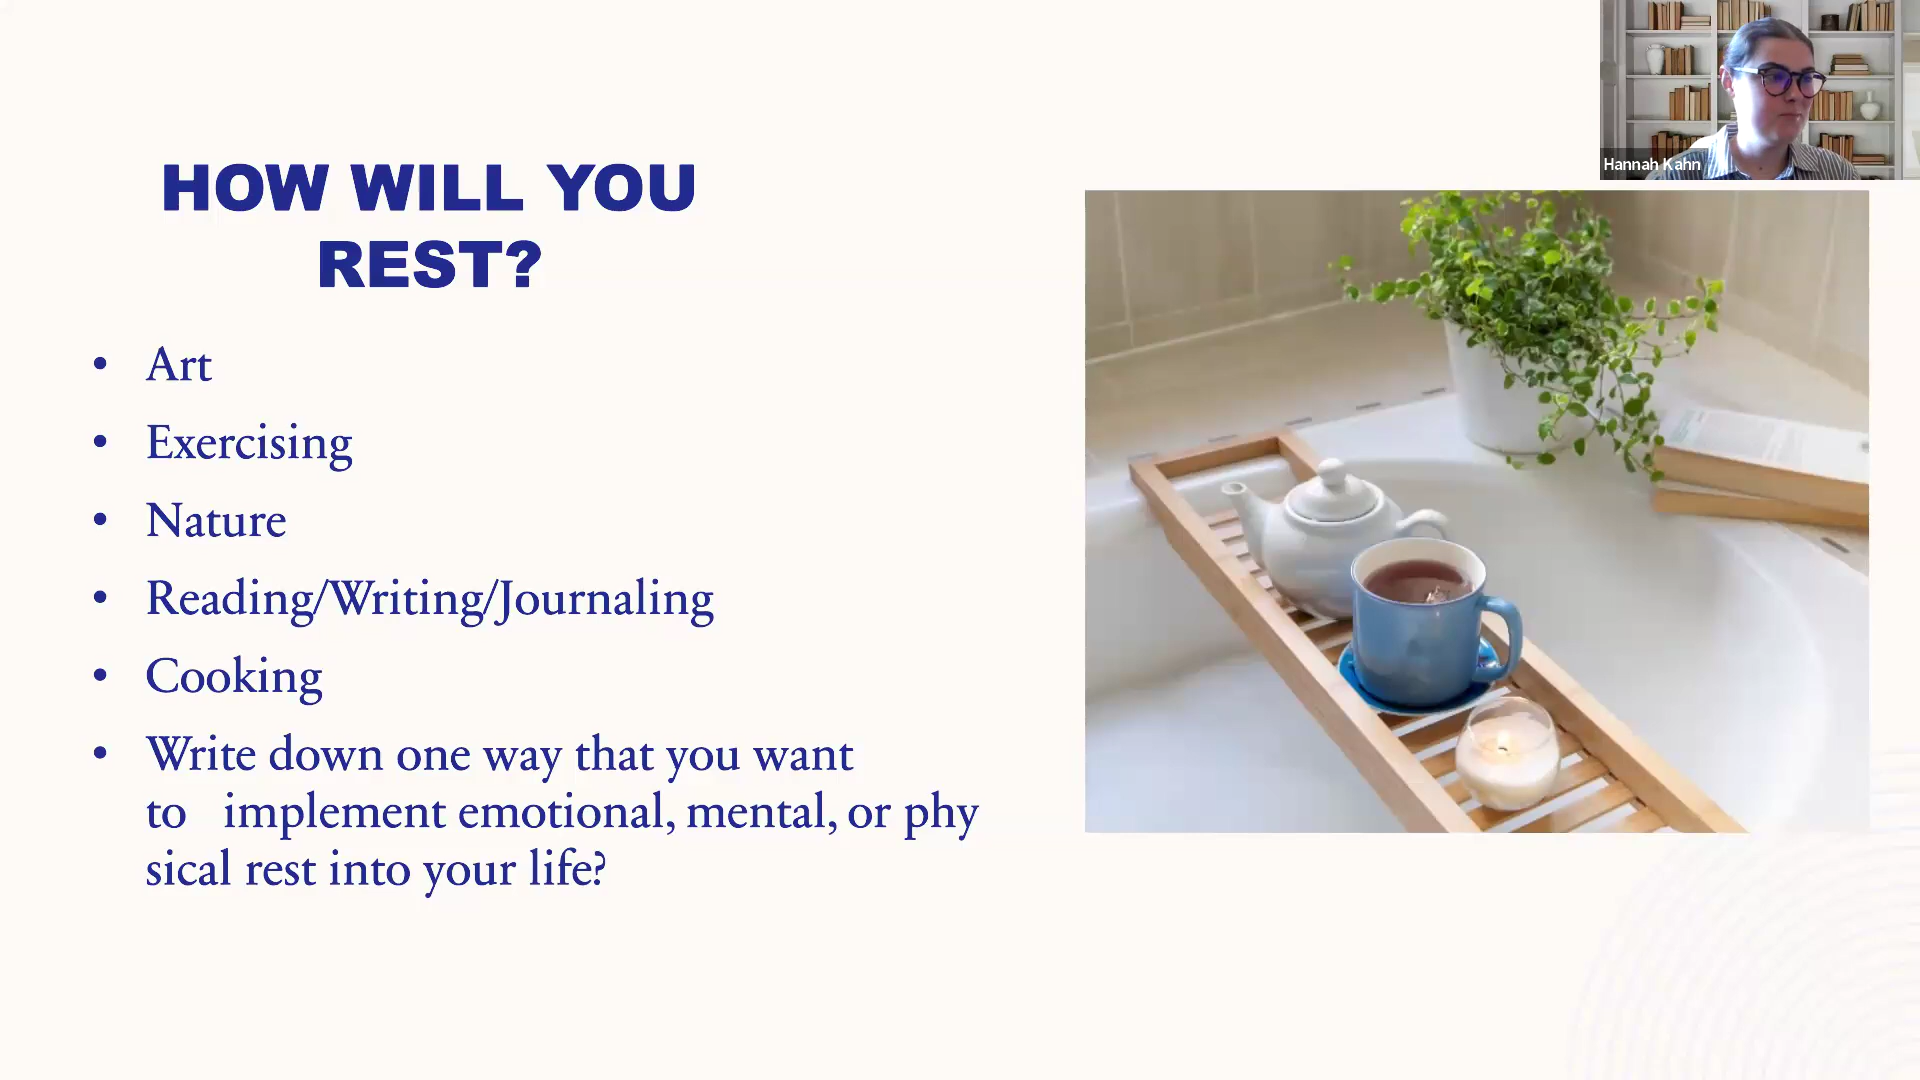 Hannah Kahn
HOW WILL YOU
REST?
• Art
• Exercising
• Nature
• Reading/Writing/Journaling
• Cooking
• Write down one way that you want
to implement emotional, mental, or phy
sical rest into your life?